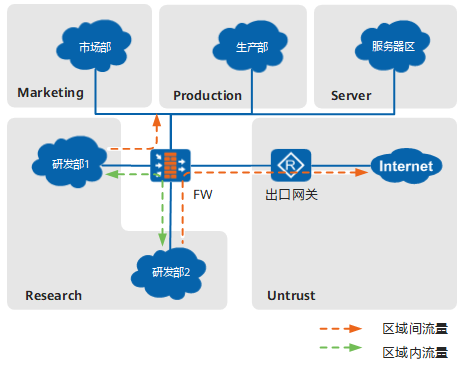 市场部
生产部
服务器区
Marketing
Production
Server
研发部1
R
Internet
FW
出口网关
研发部2
Research
Untrust
区域间流量
区域内流量